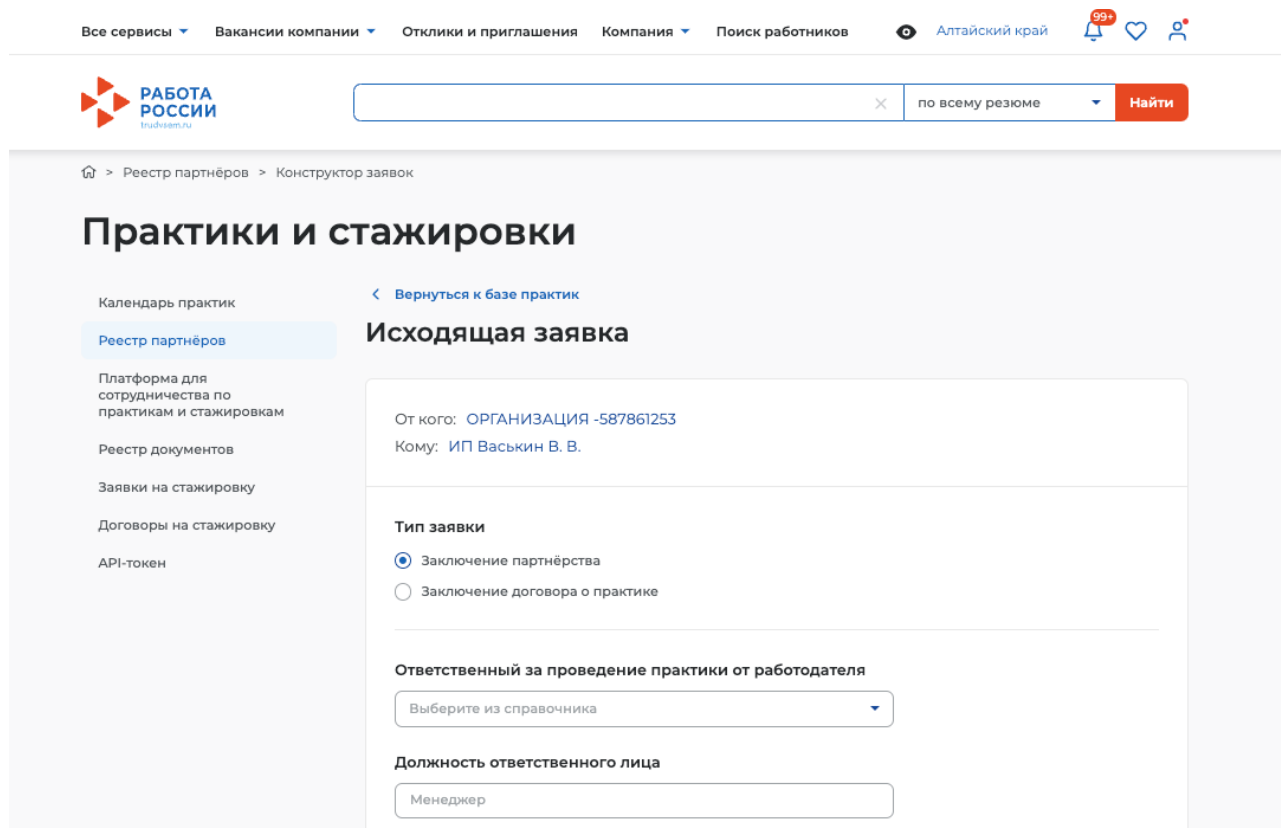 Все сервисы Вакансии компании Отклики и приглашения Компания Поиск работников Алтайский край 99+
РАБОТА
РОССИИ
trudvsem.ru
по всему резюме Найти
> Реестр партнёров > Конструктор заявок
Практики и стажировки
Календарь практик
Реестр партнёров
Платформа для
сотрудничества по
практикам и стажировкам
Реестр документов
Заявки на стажировку
Договоры на стажировку
API-токен
Вернуться к базе практик
Исходящая заявка
От кого: ОРГАНИЗАЦИЯ -587861253
Кому: ИП Васькин В. В.
Тип заявки
Заключение партнёрства
Заключение договора о практике
Ответственный за проведение практики от работодателя
Выберите из справочника
Должность ответственного лица
Менеджер